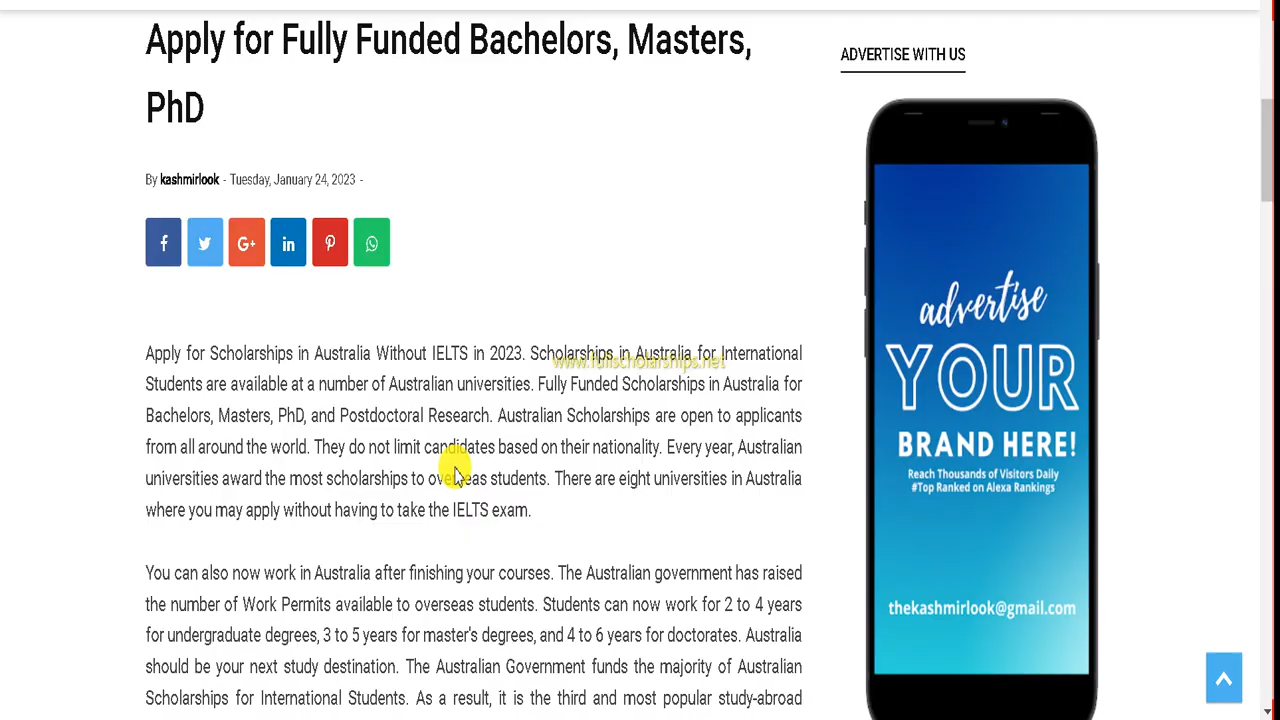 Apply for Fully Funded Bachelors, Masters,
PhD
By kashmirlook - Tuesday, January 24, 2023 -
Apply for Scholarships in Australia Without IELTS in 2023. Scholarships in Australia for International
Students are available at a number of Australian universities. Fully Funded Scholarships in Australia for
Bachelors, Masters, PhD, and Postdoctoral Research. Australian Scholarships are open to applicants
from all around the world. They do not limit candidates based on their nationality. Every year, Australian
universities award the most scholarships to overseas students. There are eight universities in Australia
where you may apply without having to take the IELTS exam.
www.fullscholarships.net
You can also now work in Australia after finishing your courses. The Australian government has raised
the number of Work Permits available to overseas students. Students can now work for 2 to 4 years
for undergraduate degrees, 3 to 5 years for master's degrees, and 4 to 6 years for doctorates. Australia
should be your next study destination. The Australian Government funds the majority of Australian
Scholarships for International Students. As a result, it is the third and most popular study-abroad
ADVERTISE WITH US
advertise
YOUR
BRAND HERE!
Reach Thousands of Visitors Daily
#Top Ranked on Alexa Rankings
thekashmirlook@gmail.com